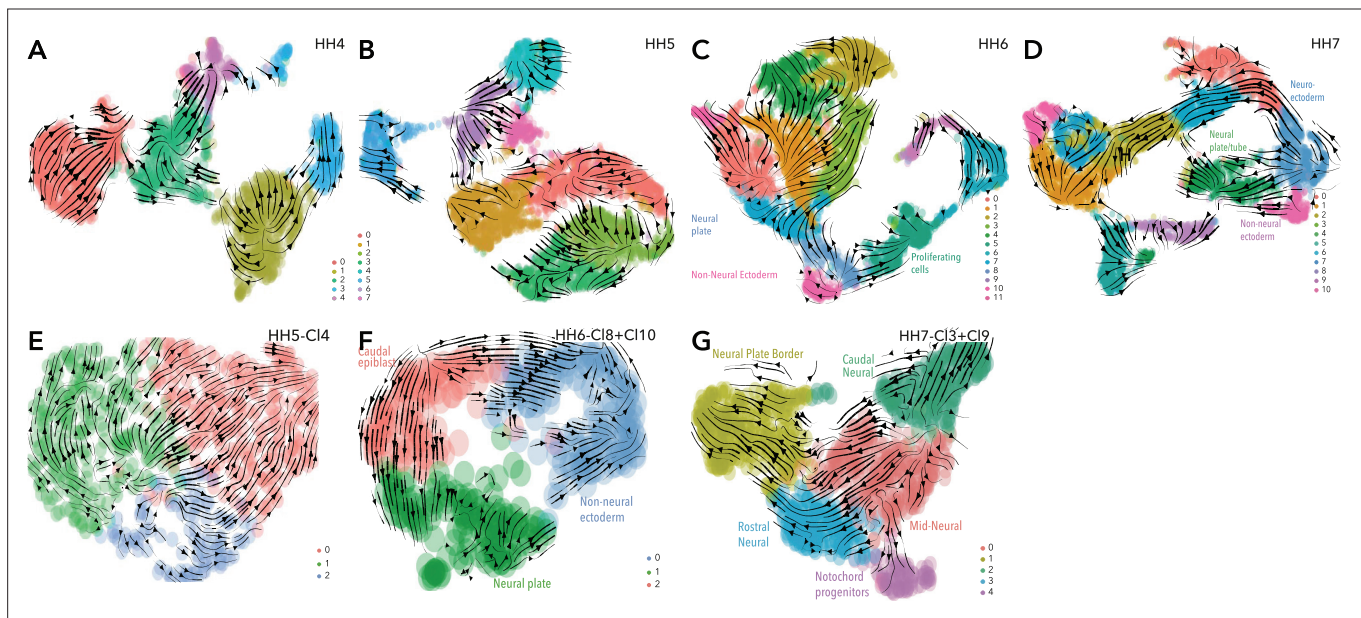 A
HH4
0
1
2
3
4
B
HH5
0
1
2
3
4
5
6
7
C
HH6
Neural
plate
Non-Neural Ectoderm
Proliferating
cells
0
1
2
3
4
5
6
7
8
9
10
11
D
HH7
Neuro-
ectoderm
Neural
plate/tube
Non-neural
ectoderm
0
1
2
3
4
5
6
7
8
9
10
E
HH5-Cl4
0
1
2
F
HH6-Cl8+Cl10
Caudal
epiblast
Non-neural
ectoderm
Neural plate
0
1
2
G
HH7-Cl3+Cl9
Neural Plate Border
Caudal
Neural
Rostral
Neural
Mid-Neural
Notochord
progenitors
0
1
2
3
4